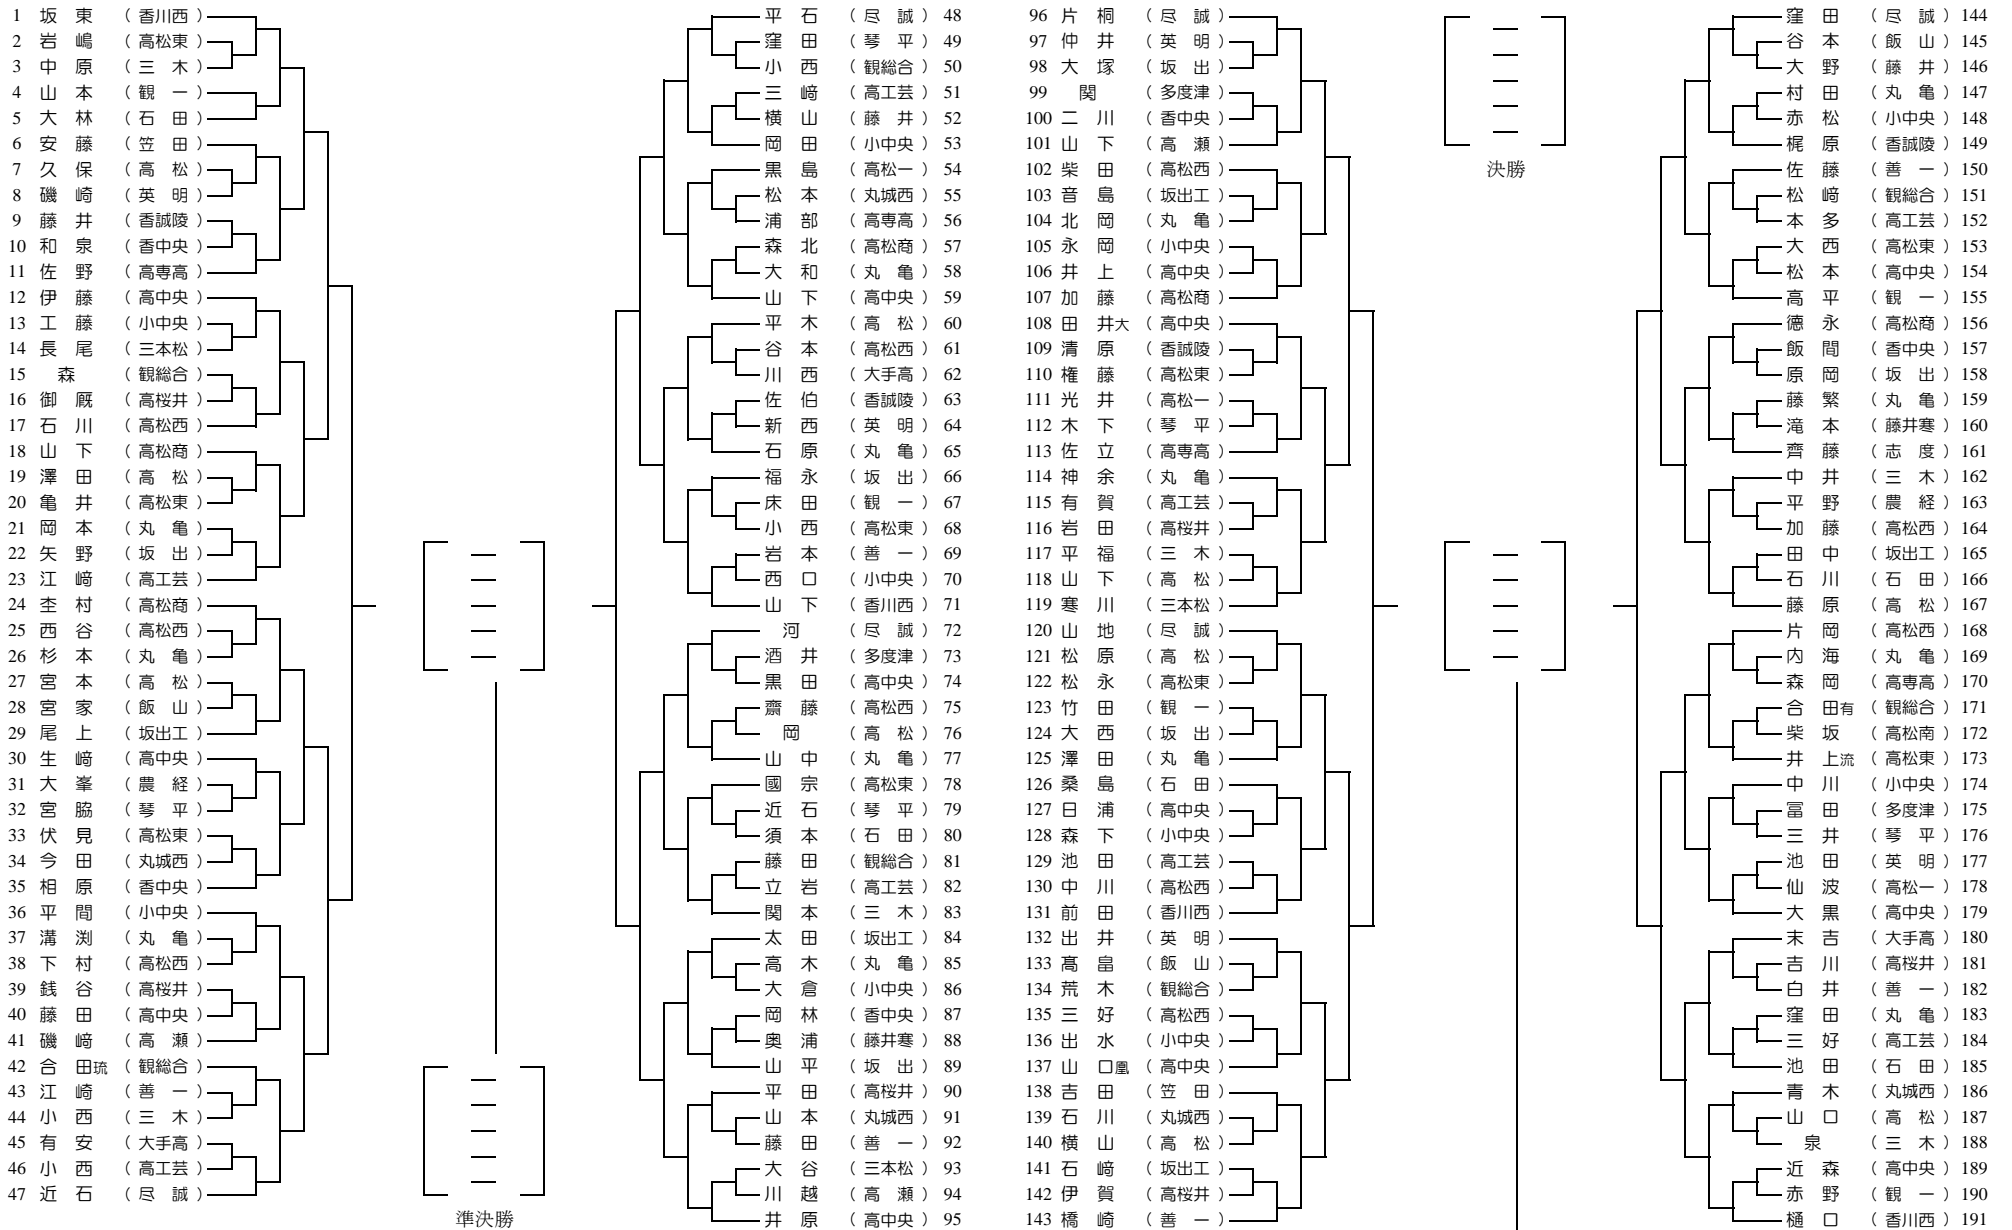 1 坂東 (香川西)
2 岩嶋 (高松東)
3 中原 (三木)
4 山本 (観一)
5 大林 (石田)
6 安藤 (笠田)
7 久保 (高松)
8 磯崎 (英明)
9 藤井 (香誠陵)
10 和泉 (香中央)
11 佐野 (高専高)
12 伊藤 (高中央)
13 工藤 (小中央)
14 長尾 (三本松)
15 森 (観総合)
16 御厩 (高桜井)
17 石川 (高松西)
18 山下 (高松商)
19 澤田 (高松)
20 亀井 (高松東)
21 岡本 (丸亀)
22 矢野 (坂出)
23 江﨑 (高工芸)
24 杢村 (高松商)
25 西谷 (高松西)
26 杉本 (丸亀)
27 宮本 (高松)
28 宮家 (飯山)
29 尾上 (坂出工)
30 生﨑 (高中央)
31 大峯 (農経)
32 宮脇 (琴平)
33 伏見 (高松東)
34 今田 (丸城西)
35 相原 (香中央)
36 平間 (小中央)
37 溝渕 (丸亀)
38 下村 (高松西)
39 銭谷 (高桜井)
40 藤田 (高中央)
41 磯﨑 (高瀬)
42 合田琉 (観総合)
43 江崎 (善一)
44 小西 (三木)
45 有安 (大手高)
46 小西 (高工芸)
47 近石 (尽誠)
準決勝
平石 (尽誠) 48
窪田 (琴平) 49
小西 (観総合) 50
三﨑 (高工芸) 51
横山 (藤井) 52
岡田 (小中央) 53
黒島 (高松一) 54
松本 (丸城西) 55
浦部 (高専高) 56
森北 (高松商) 57
大和 (丸亀) 58
山下 (高中央) 59
平木 (高松) 60
谷本 (高松西) 61
川西 (大手高) 62
佐伯 (香誠陵) 63
新西 (英明) 64
石原 (丸亀) 65
福永 (坂出) 66
床田 (観一) 67
小西 (高松東) 68
岩本 (善一) 69
西口 (小中央) 70
山下 (香川西) 71
河 (尽誠) 72
酒井 (多度津) 73
黒田 (高中央) 74
齋藤 (高松西) 75
岡 (高松) 76
山中 (丸亀) 77
國宗 (高松東) 78
近石 (琴平) 79
須本 (石田) 80
藤田 (観総合) 81
立岩 (高工芸) 82
関本 (三木) 83
太田 (坂出工) 84
高木 (丸亀) 85
大倉 (小中央) 86
岡林 (香中央) 87
奥浦 (藤井寒) 88
山平 (坂出) 89
平田 (高桜井) 90
山本 (丸城西) 91
藤田 (善一) 92
大谷 (三本松) 93
川越 (高瀬) 94
井原 (高中央) 95
96 片桐 (尽誠)
97 仲井 (英明)
98 大塚 (坂出)
99 関 (多度津)
100 二川 (香中央)
101 山下 (高瀬)
102 柴田 (高松西)
103 音島 (坂出工)
104 北岡 (丸亀)
105 永岡 (小中央)
106 井上 (高中央)
107 加藤 (高松商)
108 田井大 (高中央)
109 清原 (香誠陵)
110 権藤 (高松東)
111 光井 (高松一)
112 木下 (琴平)
113 佐立 (高専高)
114 神余 (丸亀)
115 有賀 (高工芸)
116 岩田 (高桜井)
117 平福 (三木)
118 山下 (高松)
119 寒川 (三本松)
120 山地 (尽誠)
121 松原 (高松)
122 松永 (高松東)
123 竹田 (観一)
124 大西 (坂出)
125 澤田 (丸亀)
126 桑島 (石田)
127 日浦 (高中央)
128 森下 (小中央)
129 池田 (高工芸)
130 中川 (高松西)
131 前田 (香川西)
132 出井 (英明)
133 髙畠 (飯山)
134 荒木 (観総合)
135 三好 (高松西)
136 出水 (小中央)
137 山口凰 (高中央)
138 吉田 (笠田)
139 石川 (丸城西)
140 横山 (高松)
141 石﨑 (坂出工)
142 伊賀 (高桜井)
143 橋崎 (善一)
決勝
窪田 (尽誠) 144
谷本 (飯山) 145
大野 (藤井) 146
村田 (丸亀) 147
赤松 (小中央) 148
梶原 (香誠陵) 149
佐藤 (善一) 150
松﨑 (観総合) 151
本多 (高工芸) 152
大西 (高松東) 153
松本 (高中央) 154
高平 (観一) 155
德永 (高松商) 156
飯間 (香中央) 157
原岡 (坂出) 158
藤繁 (丸亀) 159
滝本 (藤井寒) 160
齊藤 (志度) 161
中井 (三木) 162
平野 (農経) 163
加藤 (高松西) 164
田中 (坂出工) 165
石川 (石田) 166
藤原 (高松) 167
片岡 (高松西) 168
内海 (丸亀) 169
森岡 (高専高) 170
合田有 (観総合) 171
柴坂 (高松南) 172
井上流 (高松東) 173
中川 (小中央) 174
冨田 (多度津) 175
三井 (琴平) 176
池田 (英明) 177
仙波 (高松一) 178
大黒 (高中央) 179
末吉 (大手高) 180
吉川 (高桜井) 181
白井 (善一) 182
窪田 (丸亀) 183
三好 (高工芸) 184
池田 (石田) 185
青木 (丸城西) 186
山口 (高松) 187
泉 (三木) 188
近森 (高中央) 189
赤野 (観一) 190
樋口 (香川西) 191